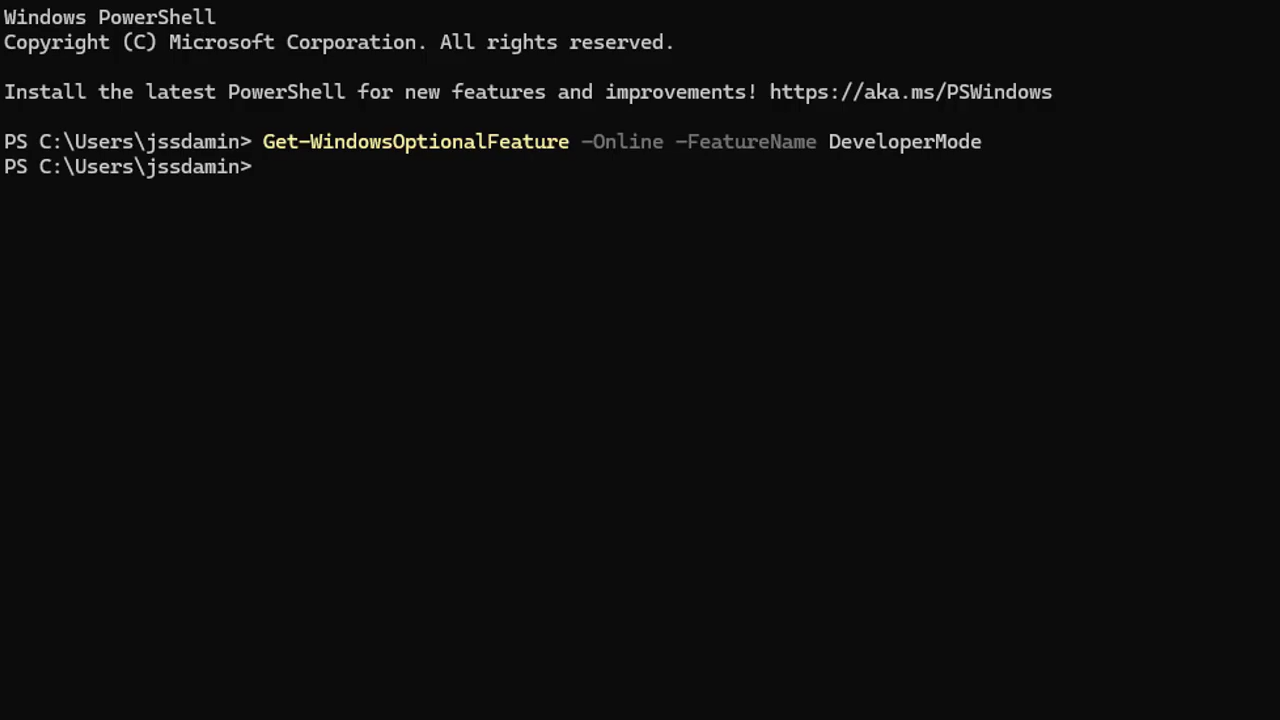 Windows PowerShell
Copyright (C) Microsoft Corporation. All rights reserved.
Install the latest PowerShell for new features and improvements! https://aka.ms/PSWindows
PS C:\Users\jssdamin> Get-WindowsOptionalFeature -Online -FeatureName DeveloperMode
PS C:\Users\jssdamin>